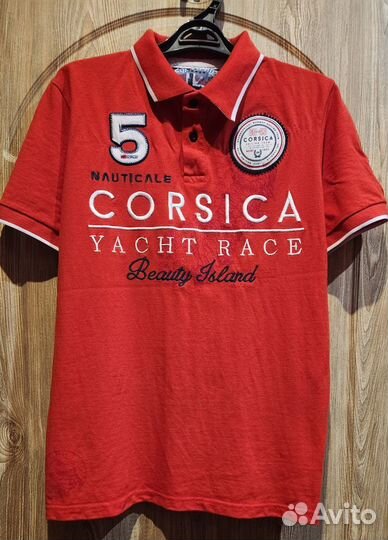 5
NAUTICALE
CORSICA
CORSICA
YACHT RACE
Beauty Island
Avito